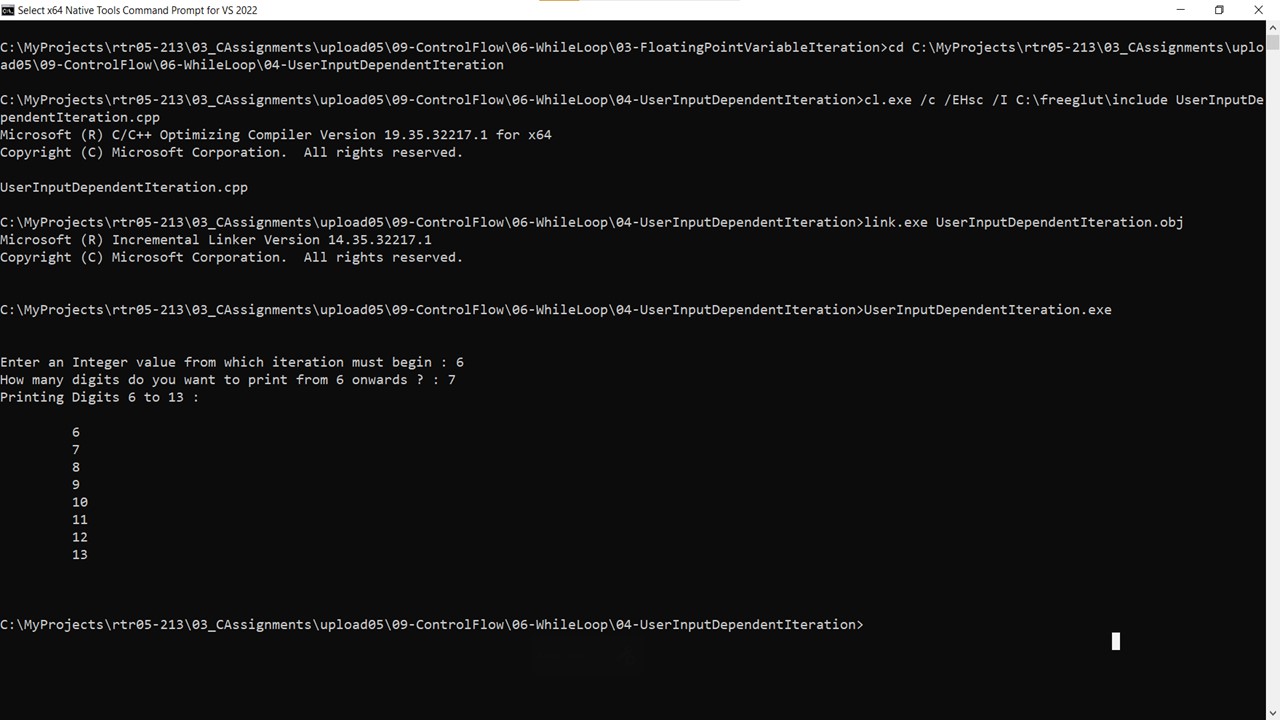 Select x64 Native Tools Command Prompt for VS 2022
C:\MyProjects\rtr05-213\03_CAssignments\upload05\09-ControlFlow\06-WhileLoop\03-FloatingPointVariableIteration>cd C:\MyProjects\rtr05-213\03_CAssignments\uplo
ad05\09-ControlFlow\06-WhileLoop\04-UserInputDependentIteration
C:\MyProjects\rtr05-213\03_CAssignments\upload05\09-ControlFlow\06-WhileLoop\04-UserInputDependentIteration>cl.exe /c /EHsc /I C:\freeglut\include UserInputDe
pendentIteration.cpp
Microsoft (R) C/C++ Optimizing Compiler Version 19.35.32217.1 for x64
Copyright (C) Microsoft Corporation.  All rights reserved.
UserInputDependentIteration.cpp
C:\MyProjects\rtr05-213\03_CAssignments\upload05\09-ControlFlow\06-WhileLoop\04-UserInputDependentIteration>link.exe UserInputDependentIteration.obj
Microsoft (R) Incremental Linker Version 14.35.32217.1
Copyright (C) Microsoft Corporation.  All rights reserved.
C:\MyProjects\rtr05-213\03_CAssignments\upload05\09-ControlFlow\06-WhileLoop\04-UserInputDependentIteration>UserInputDependentIteration.exe
Enter an Integer value from which iteration must begin : 6
How many digits do you want to print from 6 onwards ? : 7
Printing Digits 6 to 13 :
6
7
8
9
10
11
12
13
C:\MyProjects\rtr05-213\03_CAssignments\upload05\09-ControlFlow\06-WhileLoop\04-UserInputDependentIteration>